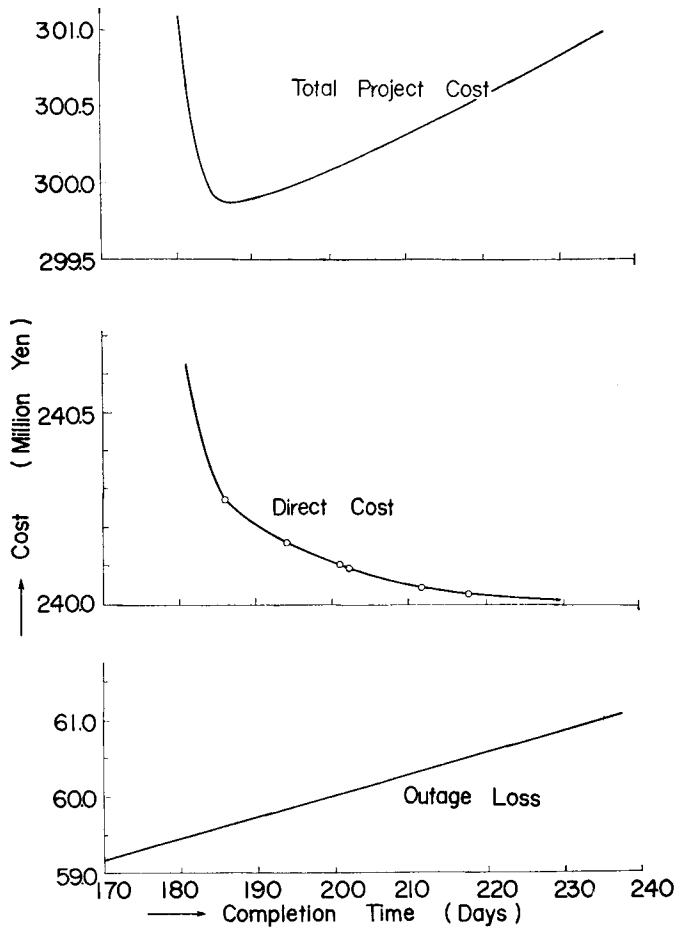 301.0
Total Project Cost
300.5
300.0
299.5
Cost (Million Yen)
240.5
Direct Cost
240.0
61.0
60.0
Outage Loss
59.0
170 180 190 200 210 220 230 240
Completion Time (Days)